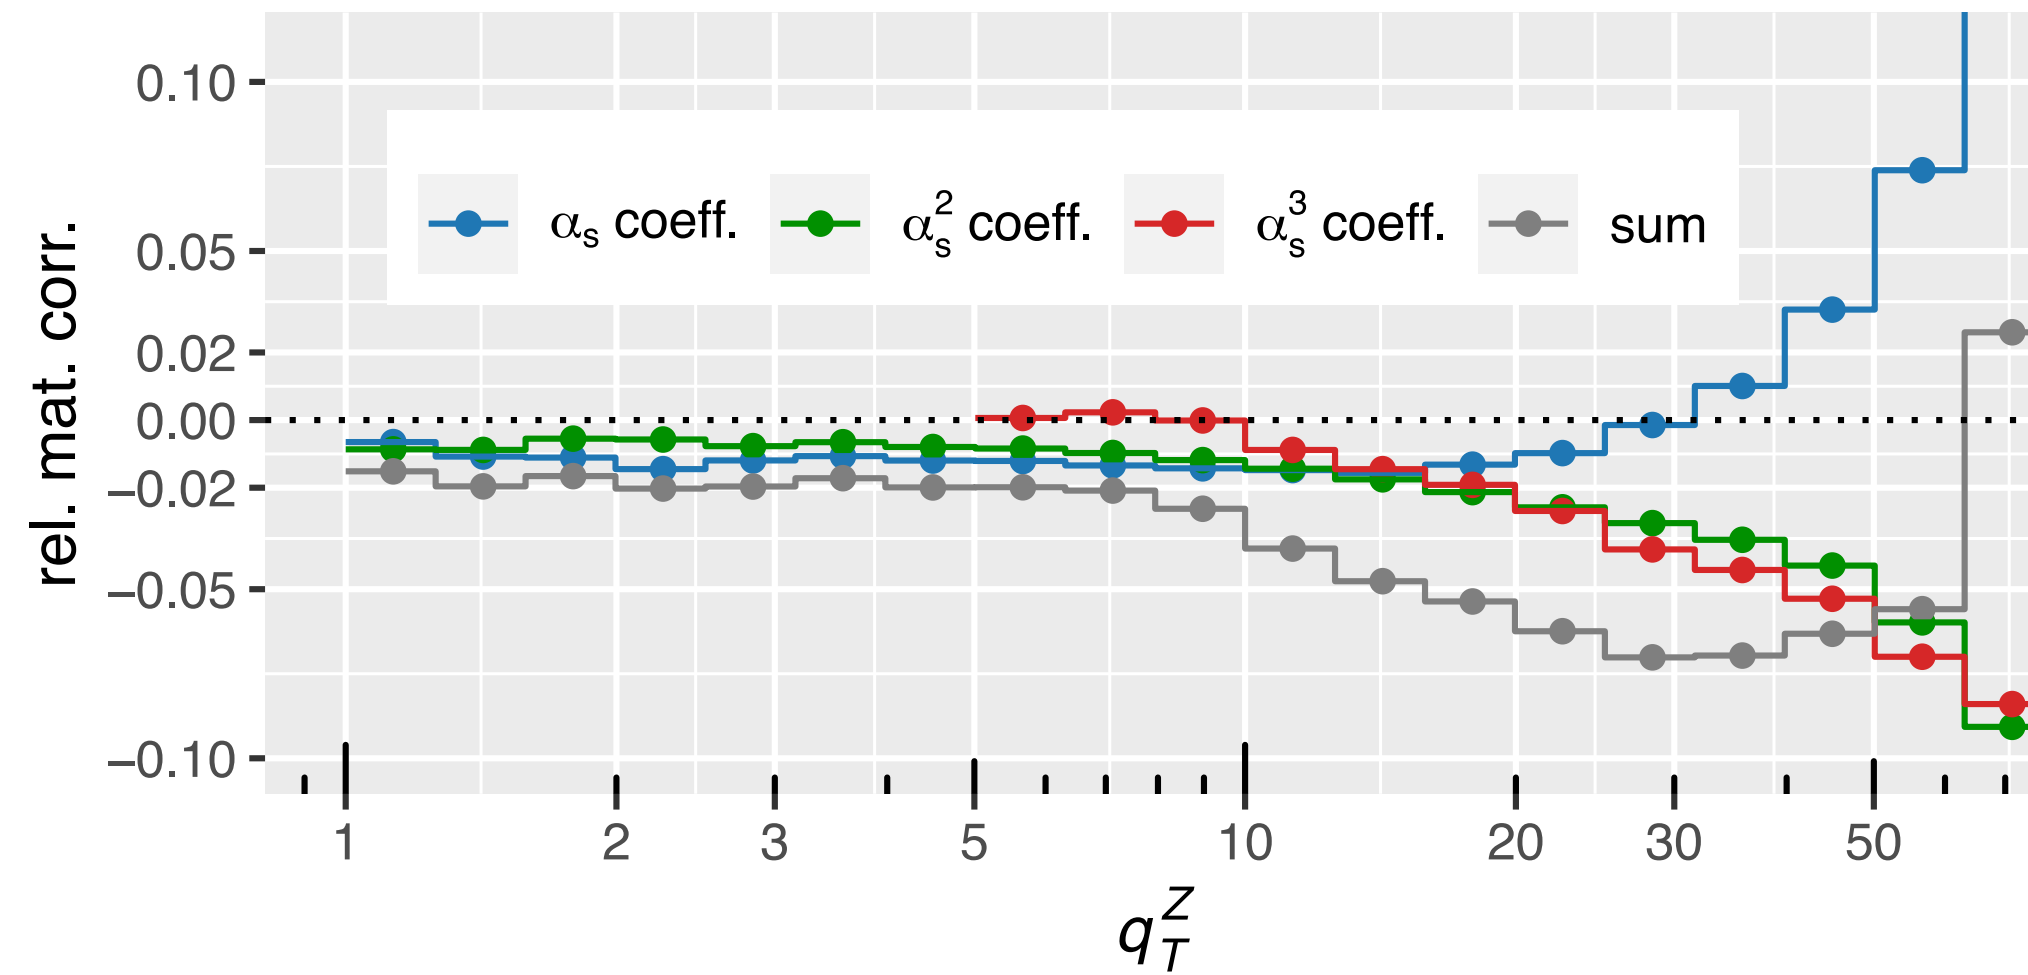 rel. mat. corr.
0.10
0.05
0.02
0.00
−0.02
−0.05
−0.10
αs coeff. αs² coeff. αs³ coeff. sum
1 2 3 5 10 20 30 50
q_T^Z